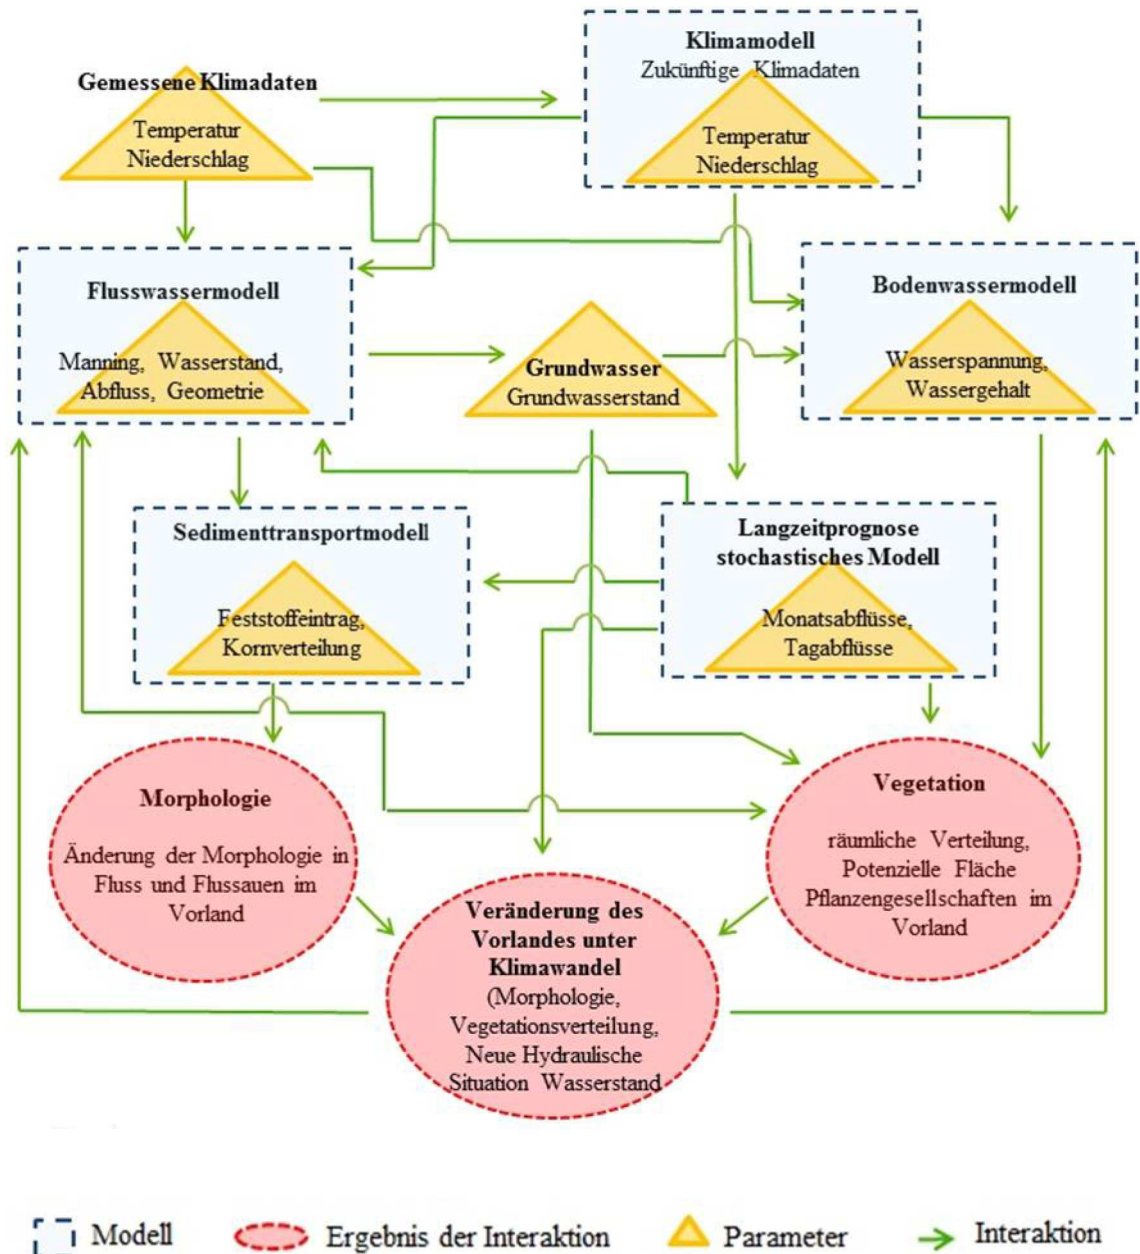 Klimamodell
Zukünftige Klimadaten
Temperatur
Niederschlag
Gemessene Klimadaten
Temperatur
Niederschlag
Flusswassermodell
Manning, Wasserstand,
Abfluss, Geometrie
Grundwasser
Grundwasserstand
Bodenwassermodell
Wasserspannung,
Wassergehalt
Sedimenttransportmodell
Feststoffeintrag,
Kornverteilung
Langzeitprognose
stochastisches Modell
Monatsabflüsse,
Tagabflüsse
Morphologie
Änderung der Morphologie in
Fluss und Flussauen im
Vorland
Vegetation
räumliche Verteilung,
Potenzielle Fläche
Pflanzengesellschaften im
Vorland
Veränderung des
Vorlandes unter
Klimawandel
(Morphologie,
Vegetationsverteilung,
Neue Hydraulische
Situation Wasserstand
Modell
Ergebnis der Interaktion
Parameter
Interaktion